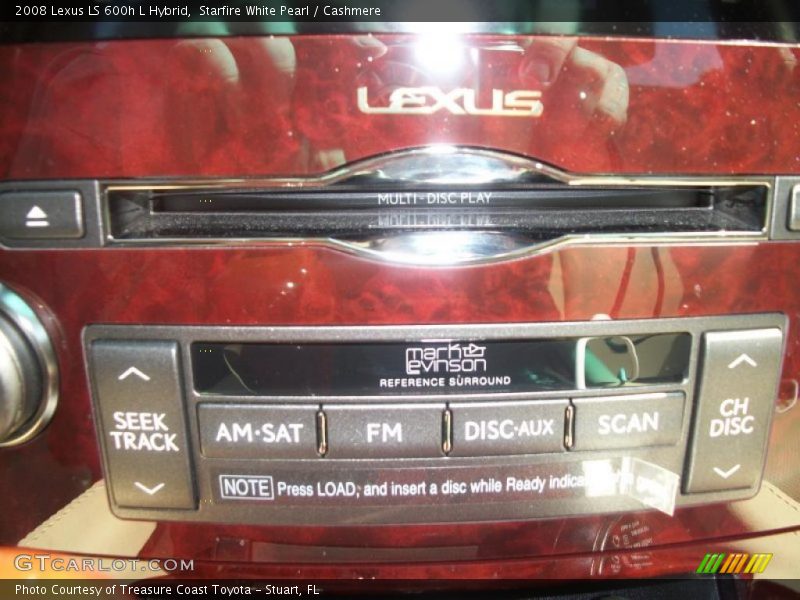 2008 Lexus LS 600h L Hybrid, Starfire White Pearl / Cashmere
LEXUS
MULTI-DISC PLAY
mark levinson
REFERENCE SURROUND
SEEK
TRACK
AM·SAT
FM
DISC·AUX
SCAN
CH
DISC
NOTE Press LOAD, and insert a disc while Ready
GTCarLot.com
Photo Courtesy of Treasure Coast Toyota - Stuart, FL